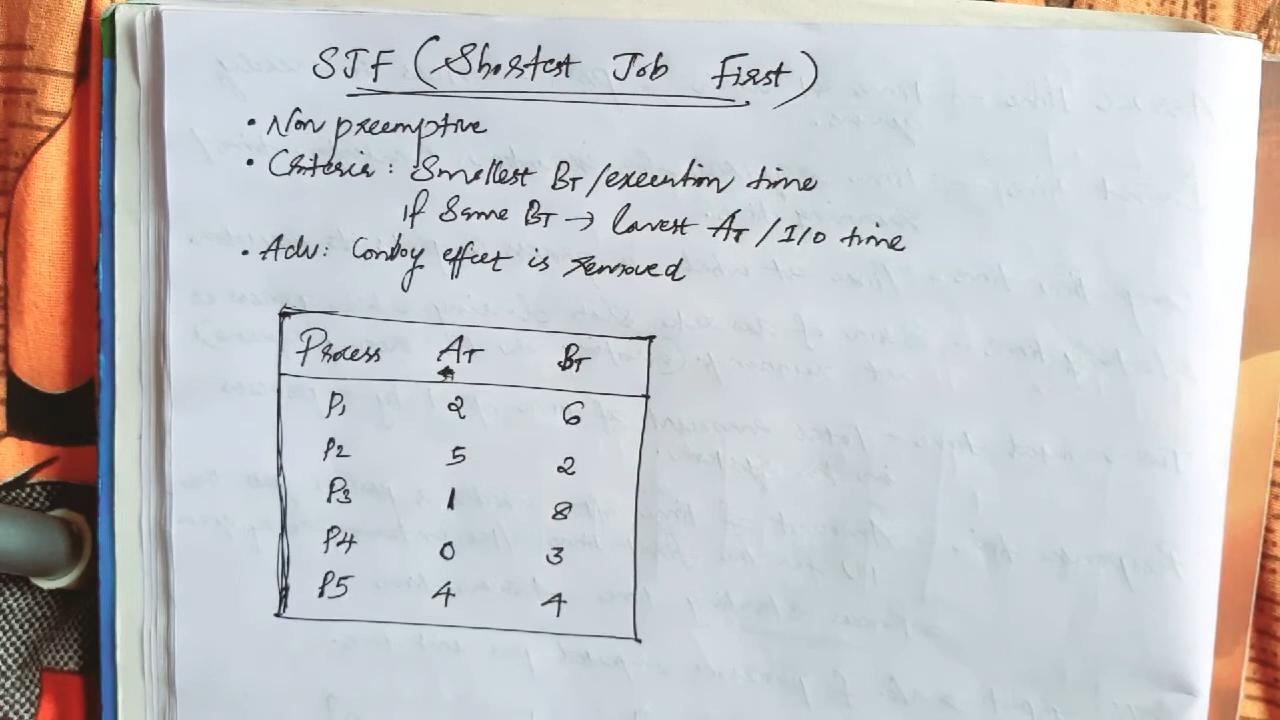 SJF (Shortest Job First)
• Non preemptive
• Criteria: Smallest BT/execution time
if Same BT → lowest AT/I/O time
• Adv: Convoy effect is removed
Process AT BT
P1 2 6
P2 5 2
P3 1 8
P4 0 3
P5 4 4